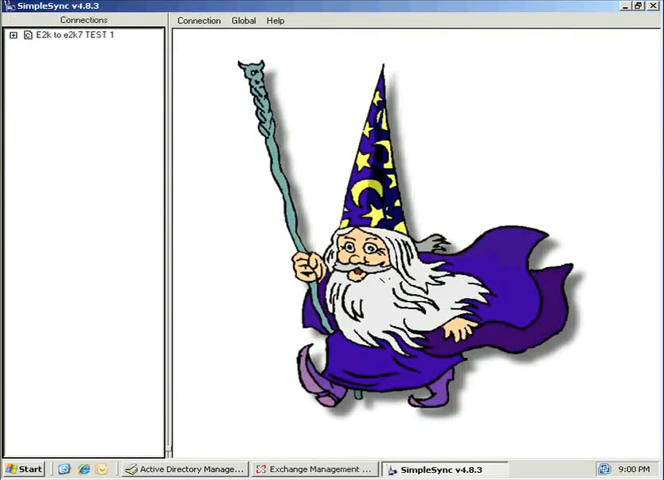 SimpleSync v4.8.3
Connections
Connection Global Help
E2k to e2k7 TEST 1
Start
Active Directory Manage...
Exchange Management ...
SimpleSync v4.8.3
9:00 PM